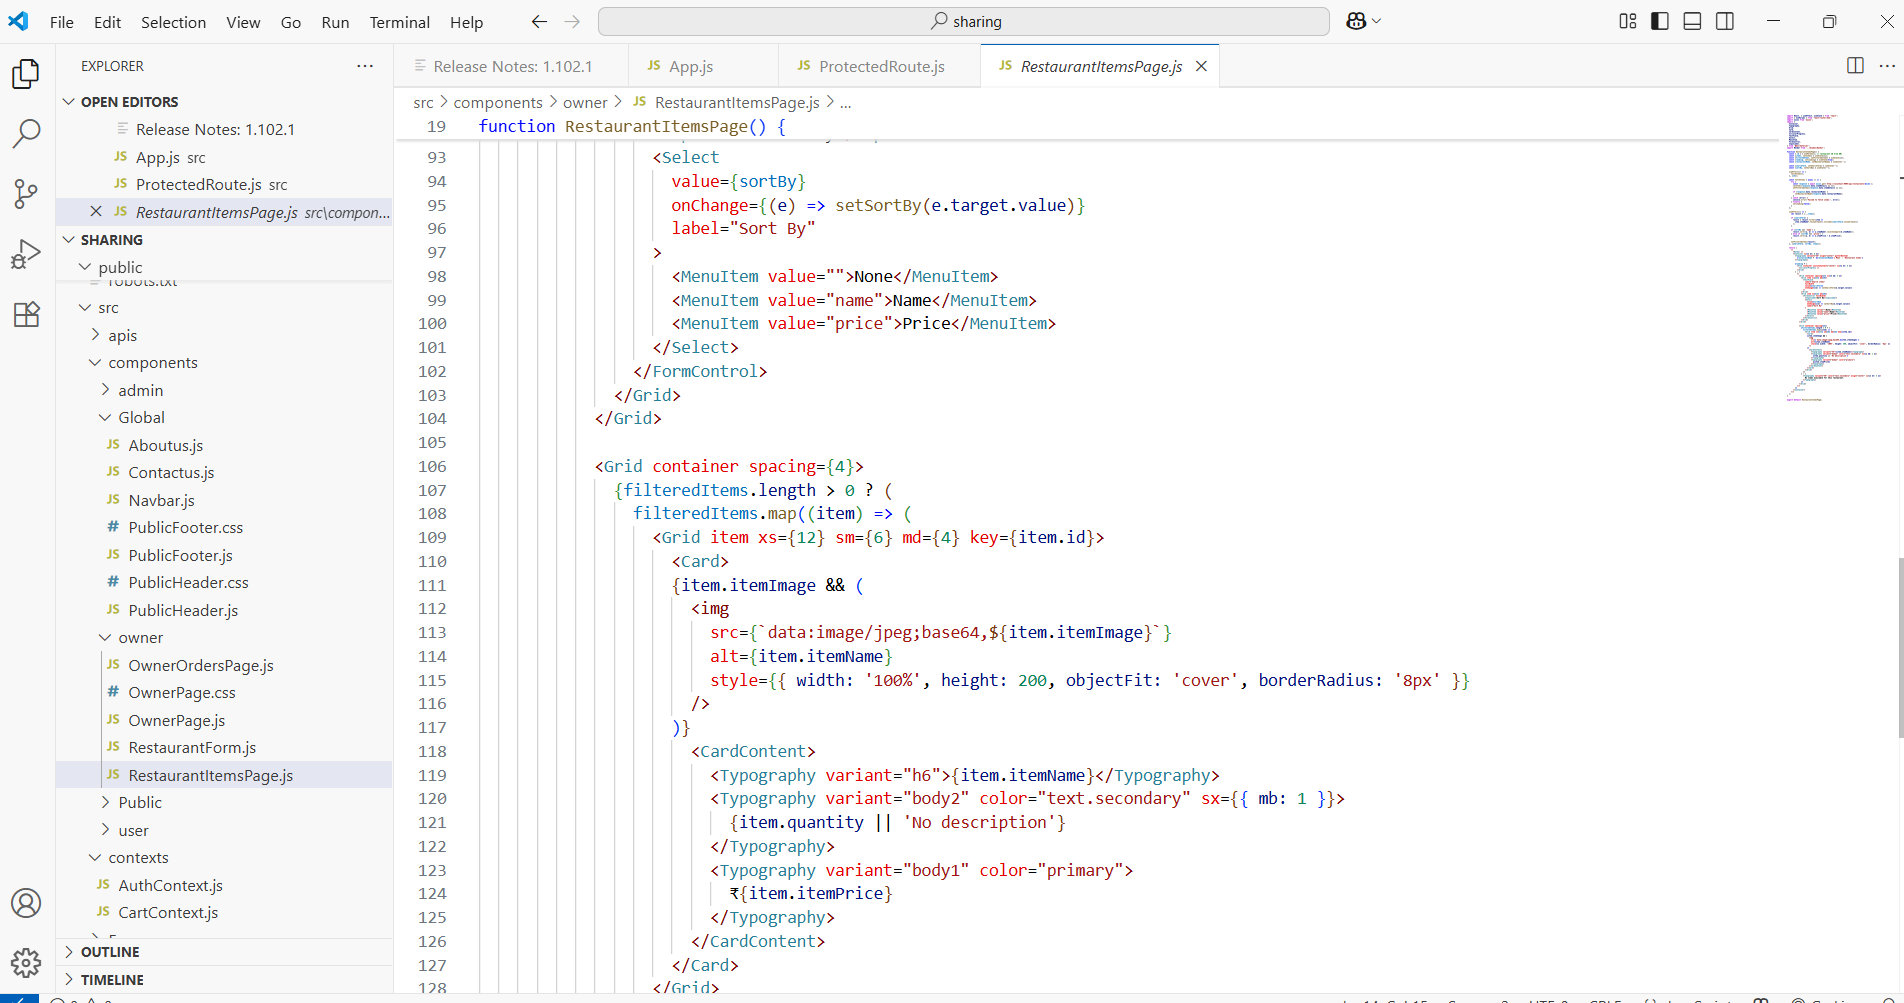 File Edit Selection View Go Run Terminal Help
sharing
EXPLORER
OPEN EDITORS
Release Notes: 1.102.1
JS App.js src
JS ProtectedRoute.js src
JS RestaurantItemsPage.js src\compon...
SHARING
public
robots.txt
src
apis
components
admin
Global
JS Aboutus.js
JS Contactus.js
JS Navbar.js
# PublicFooter.css
JS PublicFooter.js
# PublicHeader.css
JS PublicHeader.js
owner
JS OwnerOrdersPage.js
# OwnerPage.css
JS OwnerPage.js
JS RestaurantForm.js
JS RestaurantItemsPage.js
Public
user
contexts
JS AuthContext.js
JS CartContext.js
OUTLINE
TIMELINE
Release Notes: 1.102.1
JS App.js
JS ProtectedRoute.js
JS RestaurantItemsPage.js
src > components > owner > JS RestaurantItemsPage.js > ...
19 function RestaurantItemsPage() {
93 <Select
94 value={sortBy}
95 onChange={(e) => setSortBy(e.target.value)}
96 label="Sort By"
97 >
98 <MenuItem value="">None</MenuItem>
99 <MenuItem value="name">Name</MenuItem>
100 <MenuItem value="price">Price</MenuItem>
101 </Select>
102 </FormControl>
103 </Grid>
104 </Grid>
105
106 <Grid container spacing={4}>
107 {filteredItems.length > 0 ? (
108 filteredItems.map((item) => (
109 <Grid item xs={12} sm={6} md={4} key={item.id}>
110 <Card>
111 {item.itemImage && (
112 <img
113 src={`data:image/jpeg;base64,${item.itemImage}`}
114 alt={item.itemName}
115 style={{ width: '100%', height: 200, objectFit: 'cover', borderRadius: '8px' }}
116 />
117 )}
118 <CardContent>
119 <Typography variant="h6">{item.itemName}</Typography>
120 <Typography variant="body2" color="text.secondary" sx={{ mb: 1 }}>
121 {item.quantity || 'No description'}
122 </Typography>
123 <Typography variant="body1" color="primary">
124 ₹{item.itemPrice}
125 </Typography>
126 </CardContent>
127 </Card>
128 </Grid>